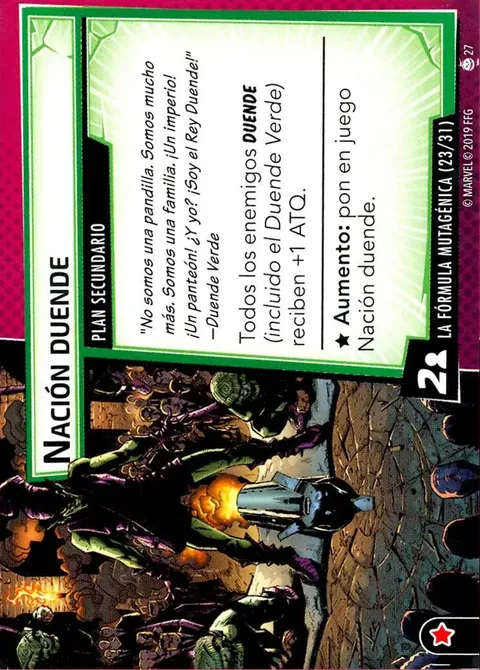 NACIÓN DUENDE
PLAN SECUNDARIO
"No somos una pandilla. Somos mucho
más. Somos una familia. ¡Un imperio!
¡Un panteón! ¿Y yo? ¡Soy el Rey Duende!"
–Duende Verde
Todos los enemigos DUENDE
(incluido el Duende Verde)
reciben +1 ATQ.
★ Aumento: pon en juego
Nación duende.
2
LA FÓRMULA MUTAGÉNICA (23/31)
© MARVEL © 2019 FFG
27